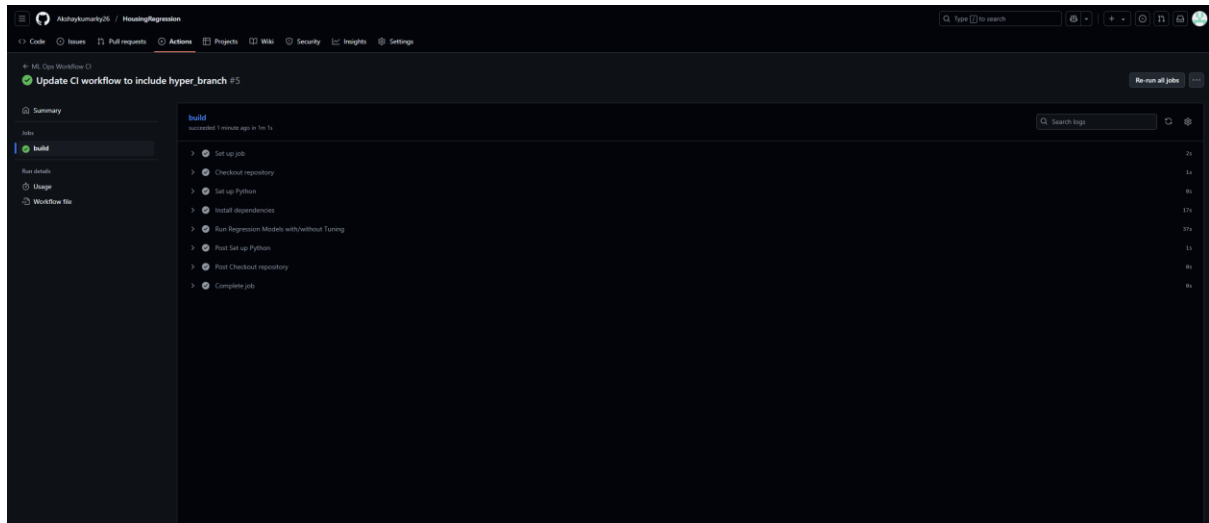 Akshaykumarky26 / HousingRegression
Type / to search
Code Issues Pull requests Actions Projects Wiki Security Insights Settings
← ML Ops Workflow CI
Update CI workflow to include hyper_branch #5
Re-run all jobs
Summary
Jobs
build
Run details
Usage
Workflow file
build
succeeded 1 minute ago in 1m 1s
Search logs
Set up job 2s
Checkout repository 1s
Set up Python 0s
Install dependencies 17s
Run Regression Models with/without Tuning 37s
Post Set up Python 1s
Post Checkout repository 0s
Complete job 0s